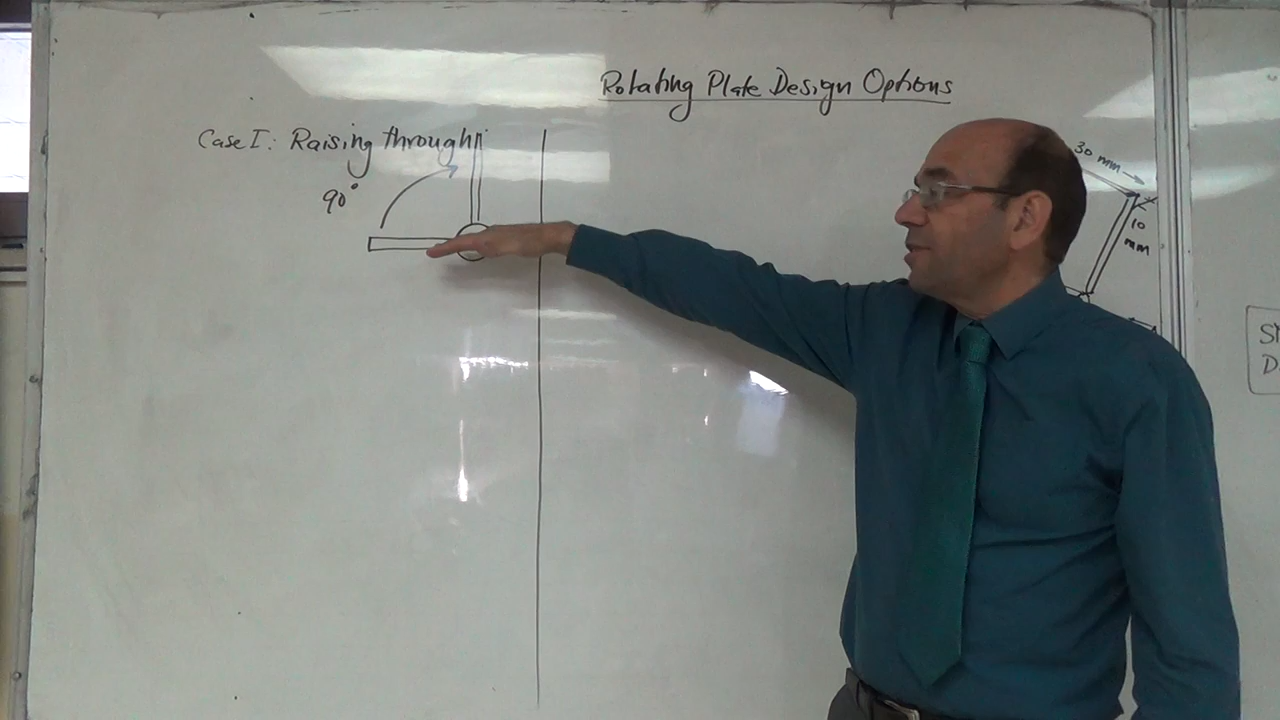 Rotating Plate Design Options
Case I: Raising through
90°
30 mm
10
mm